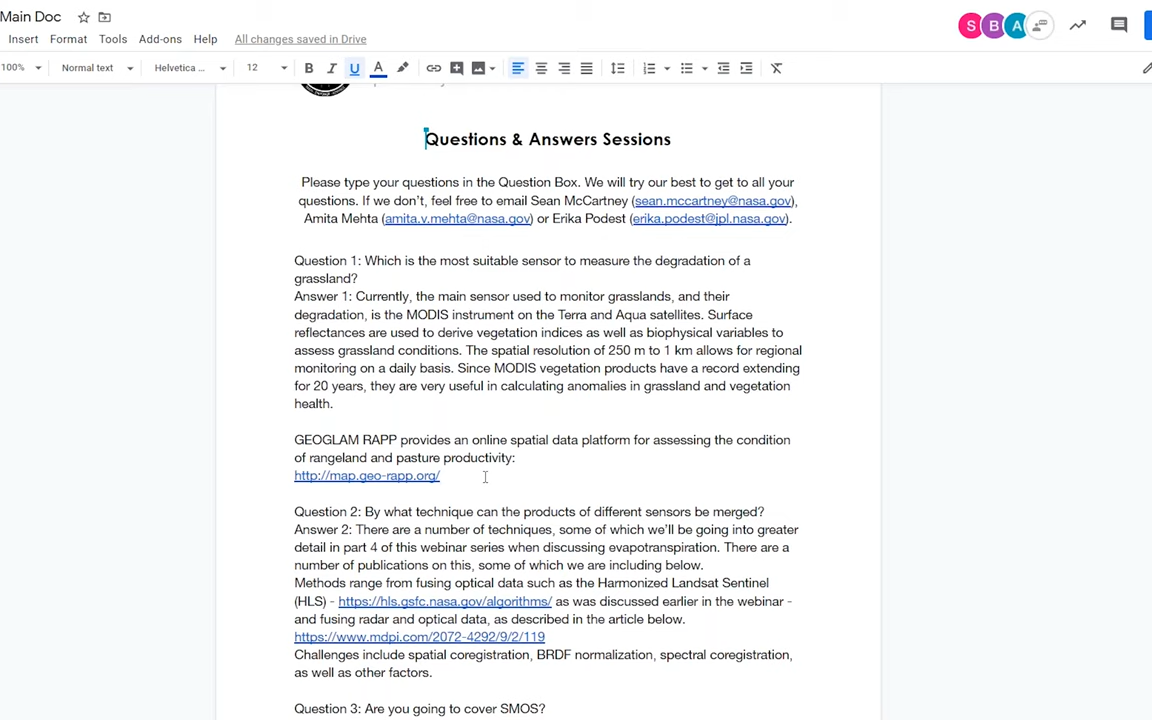 Main Doc
S B A
Insert Format Tools Add-ons Help All changes saved in Drive
100% Normal text Helvetica ... 12 B I U A
Questions & Answers Sessions
Please type your questions in the Question Box. We will try our best to get to all your
questions. If we don't, feel free to email Sean McCartney (sean.mccartney@nasa.gov),
Amita Mehta (amita.v.mehta@nasa.gov) or Erika Podest (erika.podest@jpl.nasa.gov).
Question 1: Which is the most suitable sensor to measure the degradation of a
grassland?
Answer 1: Currently, the main sensor used to monitor grasslands, and their
degradation, is the MODIS instrument on the Terra and Aqua satellites. Surface
reflectances are used to derive vegetation indices as well as biophysical variables to
assess grassland conditions. The spatial resolution of 250 m to 1 km allows for regional
monitoring on a daily basis. Since MODIS vegetation products have a record extending
for 20 years, they are very useful in calculating anomalies in grassland and vegetation
health.
GEOGLAM RAPP provides an online spatial data platform for assessing the condition
of rangeland and pasture productivity:
http://map.geo-rapp.org/
Question 2: By what technique can the products of different sensors be merged?
Answer 2: There are a number of techniques, some of which we'll be going into greater
detail in part 4 of this webinar series when discussing evapotranspiration. There are a
number of publications on this, some of which we are including below.
Methods range from fusing optical data such as the Harmonized Landsat Sentinel
(HLS) - https://hls.gsfc.nasa.gov/algorithms/ as was discussed earlier in the webinar -
and fusing radar and optical data, as described in the article below.
https://www.mdpi.com/2072-4292/9/2/119
Challenges include spatial coregistration, BRDF normalization, spectral coregistration,
as well as other factors.
Question 3: Are you going to cover SMOS?